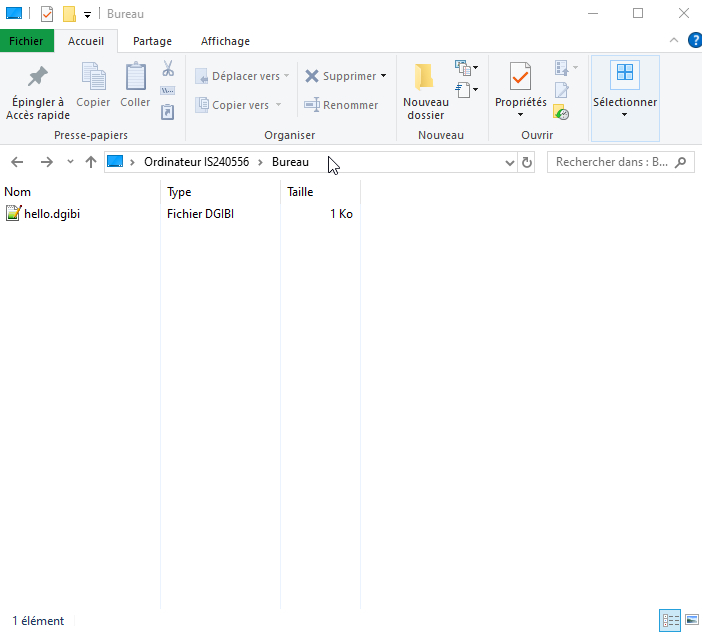 Bureau
Fichier Accueil Partage Affichage ?
Épingler à Accès rapide
Copier
Coller
Déplacer vers
Copier vers
Supprimer
Renommer
Nouveau dossier
Propriétés
Sélectionner
Presse-papiers Organiser Nouveau Ouvrir
Ordinateur IS240556 > Bureau
Rechercher dans : B...
Nom Type Taille
hello.dgibi Fichier DGIBI 1 Ko
1 élément